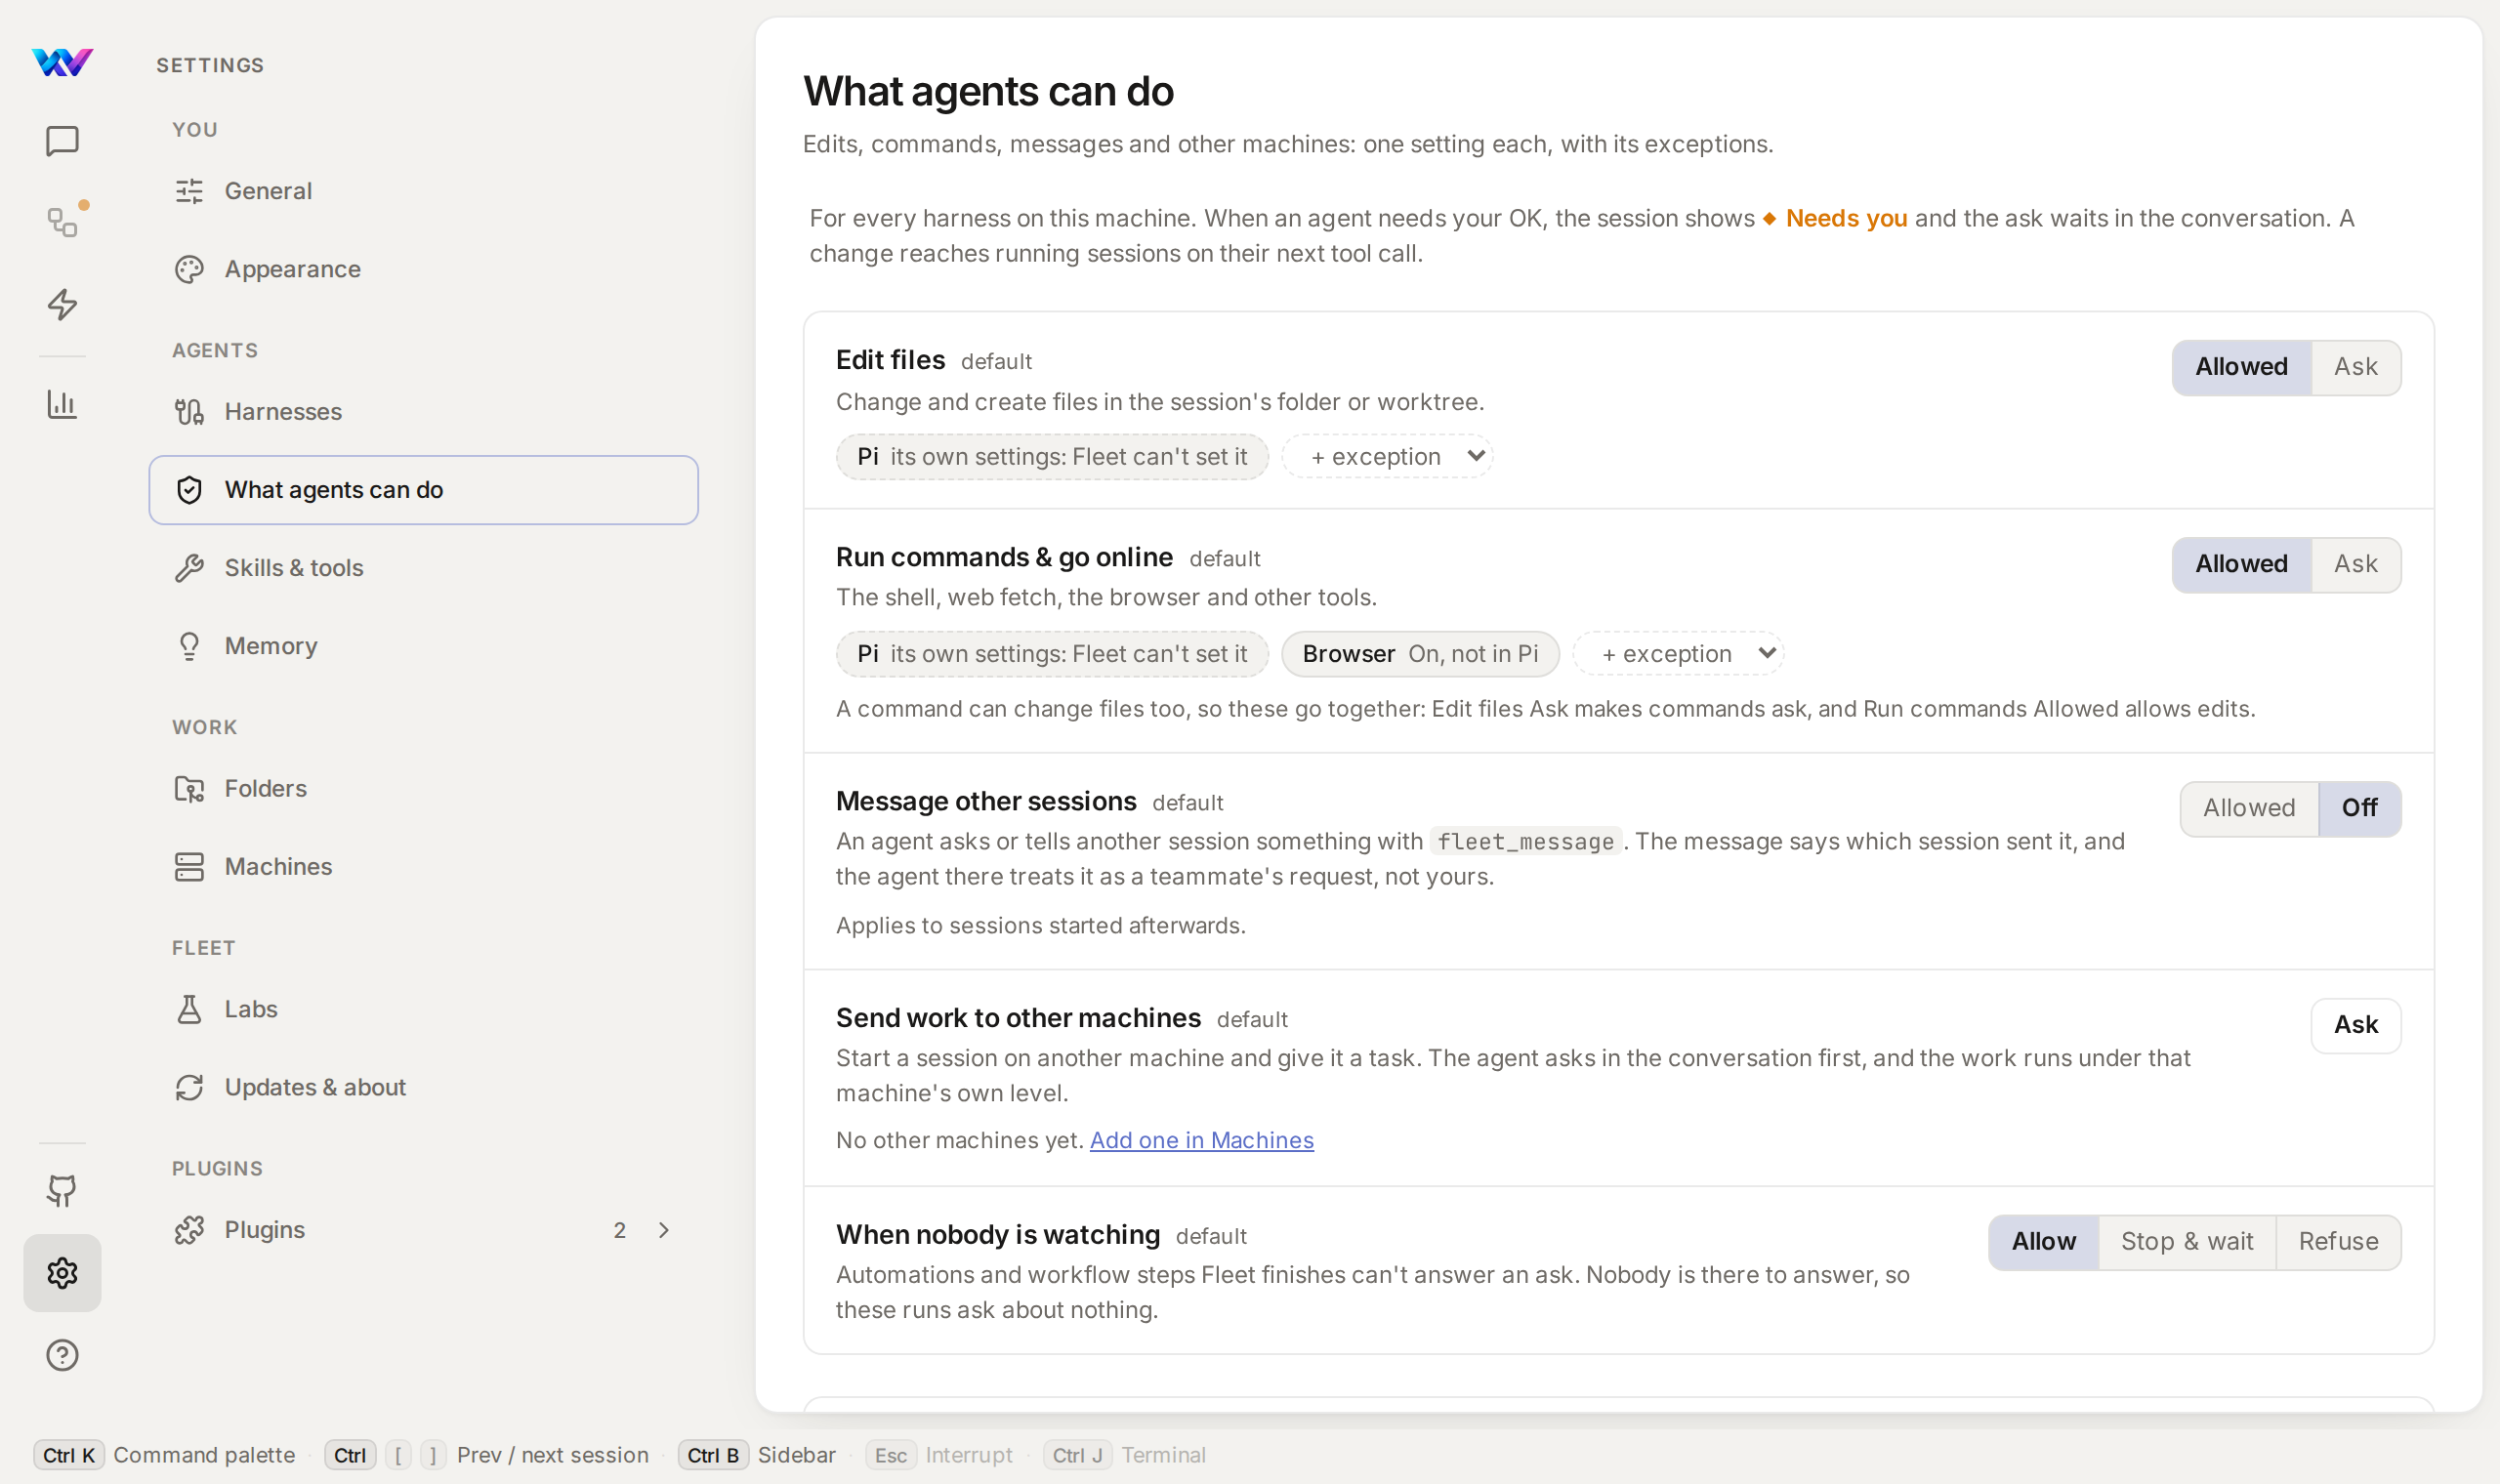 SETTINGS
YOU
General
Appearance
AGENTS
Harnesses
What agents can do
Skills & tools
Memory
WORK
Folders
Machines
FLEET
Labs
Updates & about
PLUGINS
Plugins 2
What agents can do
Edits, commands, messages and other machines: one setting each, with its exceptions.
For every harness on this machine. When an agent needs your OK, the session shows ◆ Needs you and the ask waits in the conversation. A
change reaches running sessions on their next tool call.
Edit files default
Allowed Ask
Change and create files in the session's folder or worktree.
Pi its own settings: Fleet can't set it + exception
Run commands & go online default
Allowed Ask
The shell, web fetch, the browser and other tools.
Pi its own settings: Fleet can't set it Browser On, not in Pi + exception
A command can change files too, so these go together: Edit files Ask makes commands ask, and Run commands Allowed allows edits.
Message other sessions default
Allowed Off
An agent asks or tells another session something with fleet_message. The message says which session sent it, and
the agent there treats it as a teammate's request, not yours.
Applies to sessions started afterwards.
Send work to other machines default
Ask
Start a session on another machine and give it a task. The agent asks in the conversation first, and the work runs under that
machine's own level.
No other machines yet. Add one in Machines
When nobody is watching default
Allow Stop & wait Refuse
Automations and workflow steps Fleet finishes can't answer an ask. Nobody is there to answer, so
these runs ask about nothing.
Ctrl K Command palette · Ctrl [ ] Prev / next session · Ctrl B Sidebar · Esc Interrupt · Ctrl J Terminal